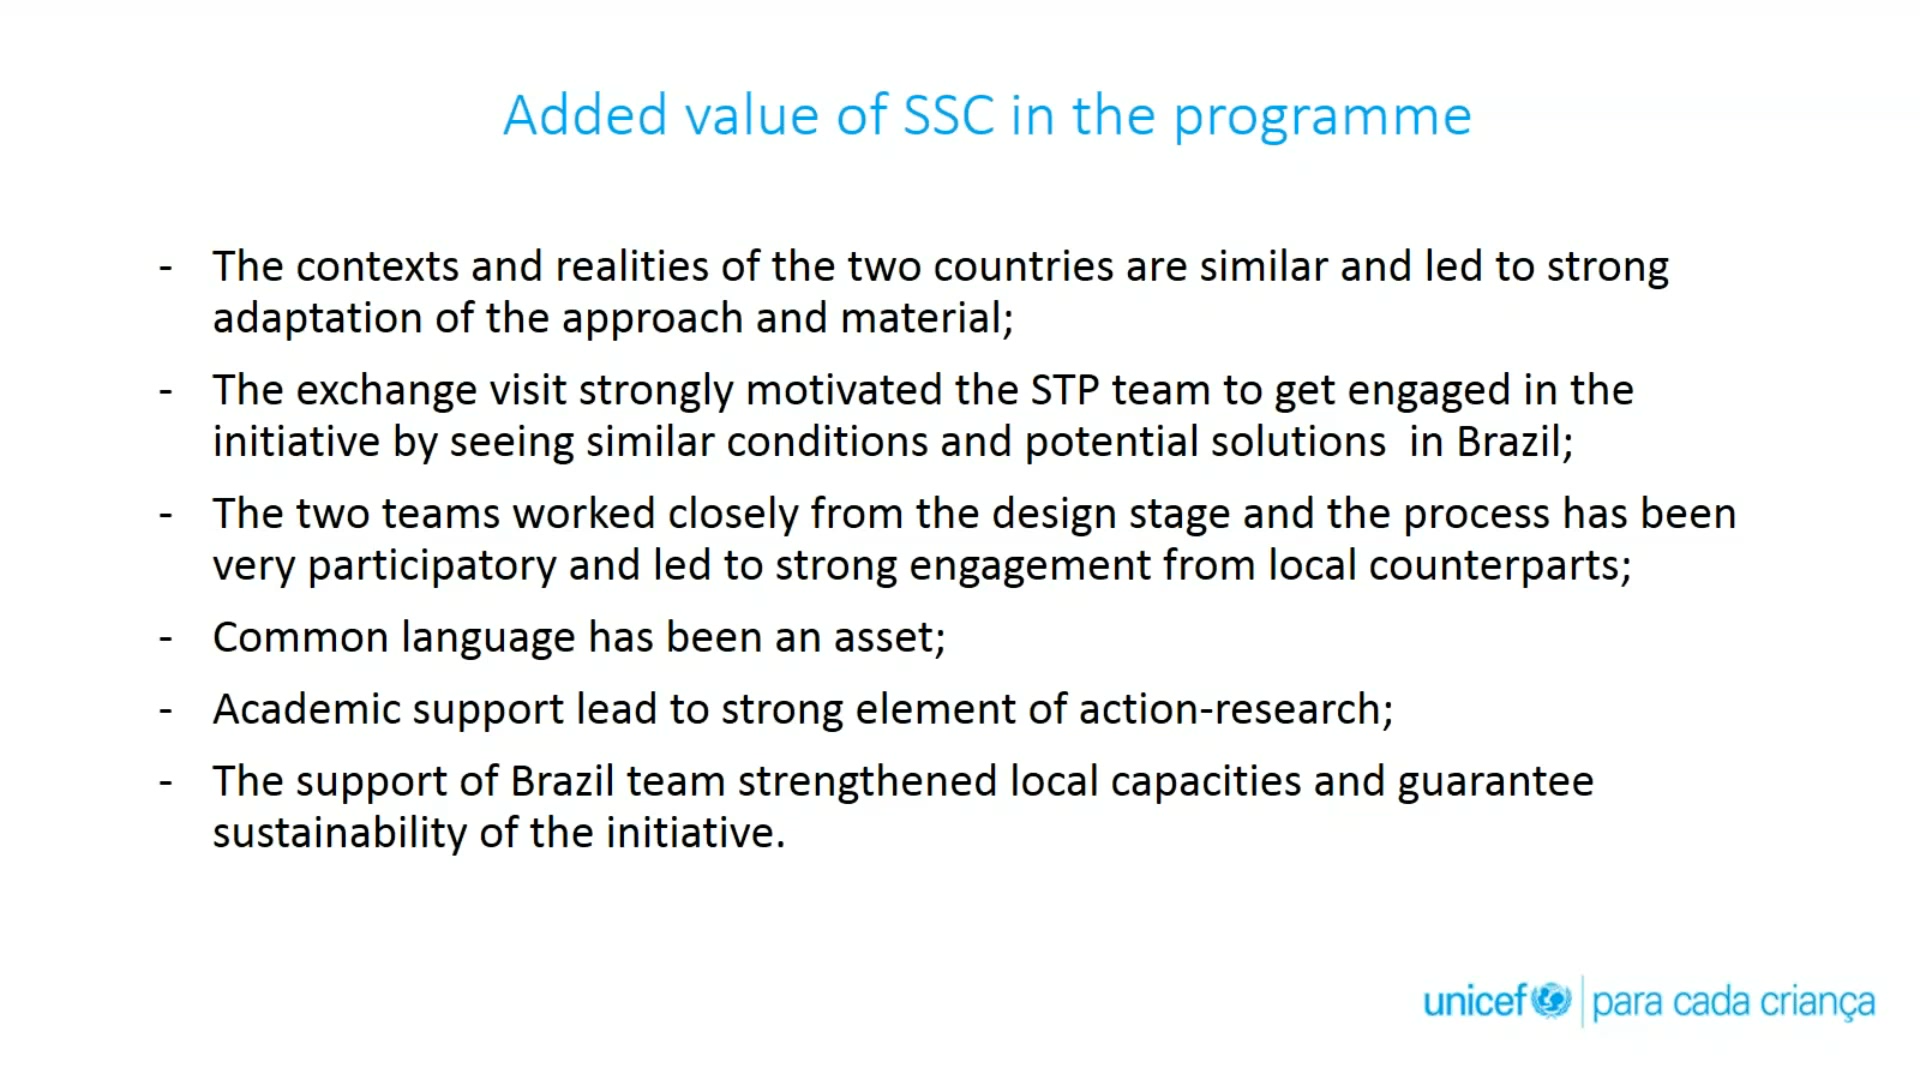 Added value of SSC in the programme
- The contexts and realities of the two countries are similar and led to strong
adaptation of the approach and material;
- The exchange visit strongly motivated the STP team to get engaged in the
initiative by seeing similar conditions and potential solutions  in Brazil;
- The two teams worked closely from the design stage and the process has been
very participatory and led to strong engagement from local counterparts;
- Common language has been an asset;
- Academic support lead to strong element of action-research;
- The support of Brazil team strengthened local capacities and guarantee
sustainability of the initiative.
unicef | para cada criança